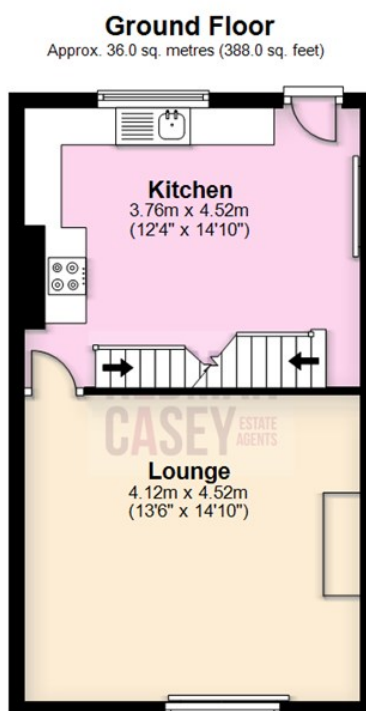 Ground Floor
Approx. 36.0 sq. metres (388.0 sq. feet)
Kitchen
3.76m x 4.52m
(12'4" x 14'10")
CASEY ESTATE AGENTS
Lounge
4.12m x 4.52m
(13'6" x 14'10")